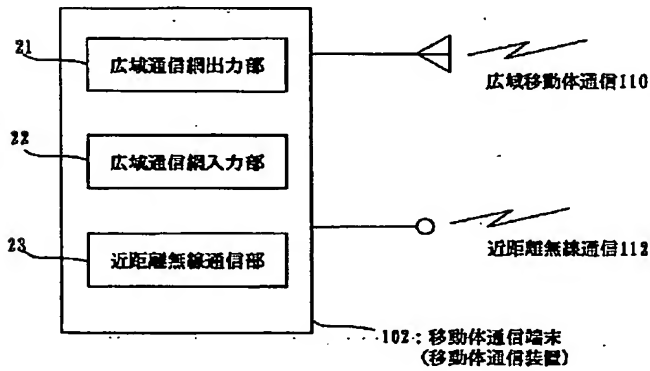 21
広域通信網出力部
広域移動体通信110
22
広域通信網入力部
23
近距離無線通信部
近距離無線通信112
102:移動体通信端末
(移動体通信装置)